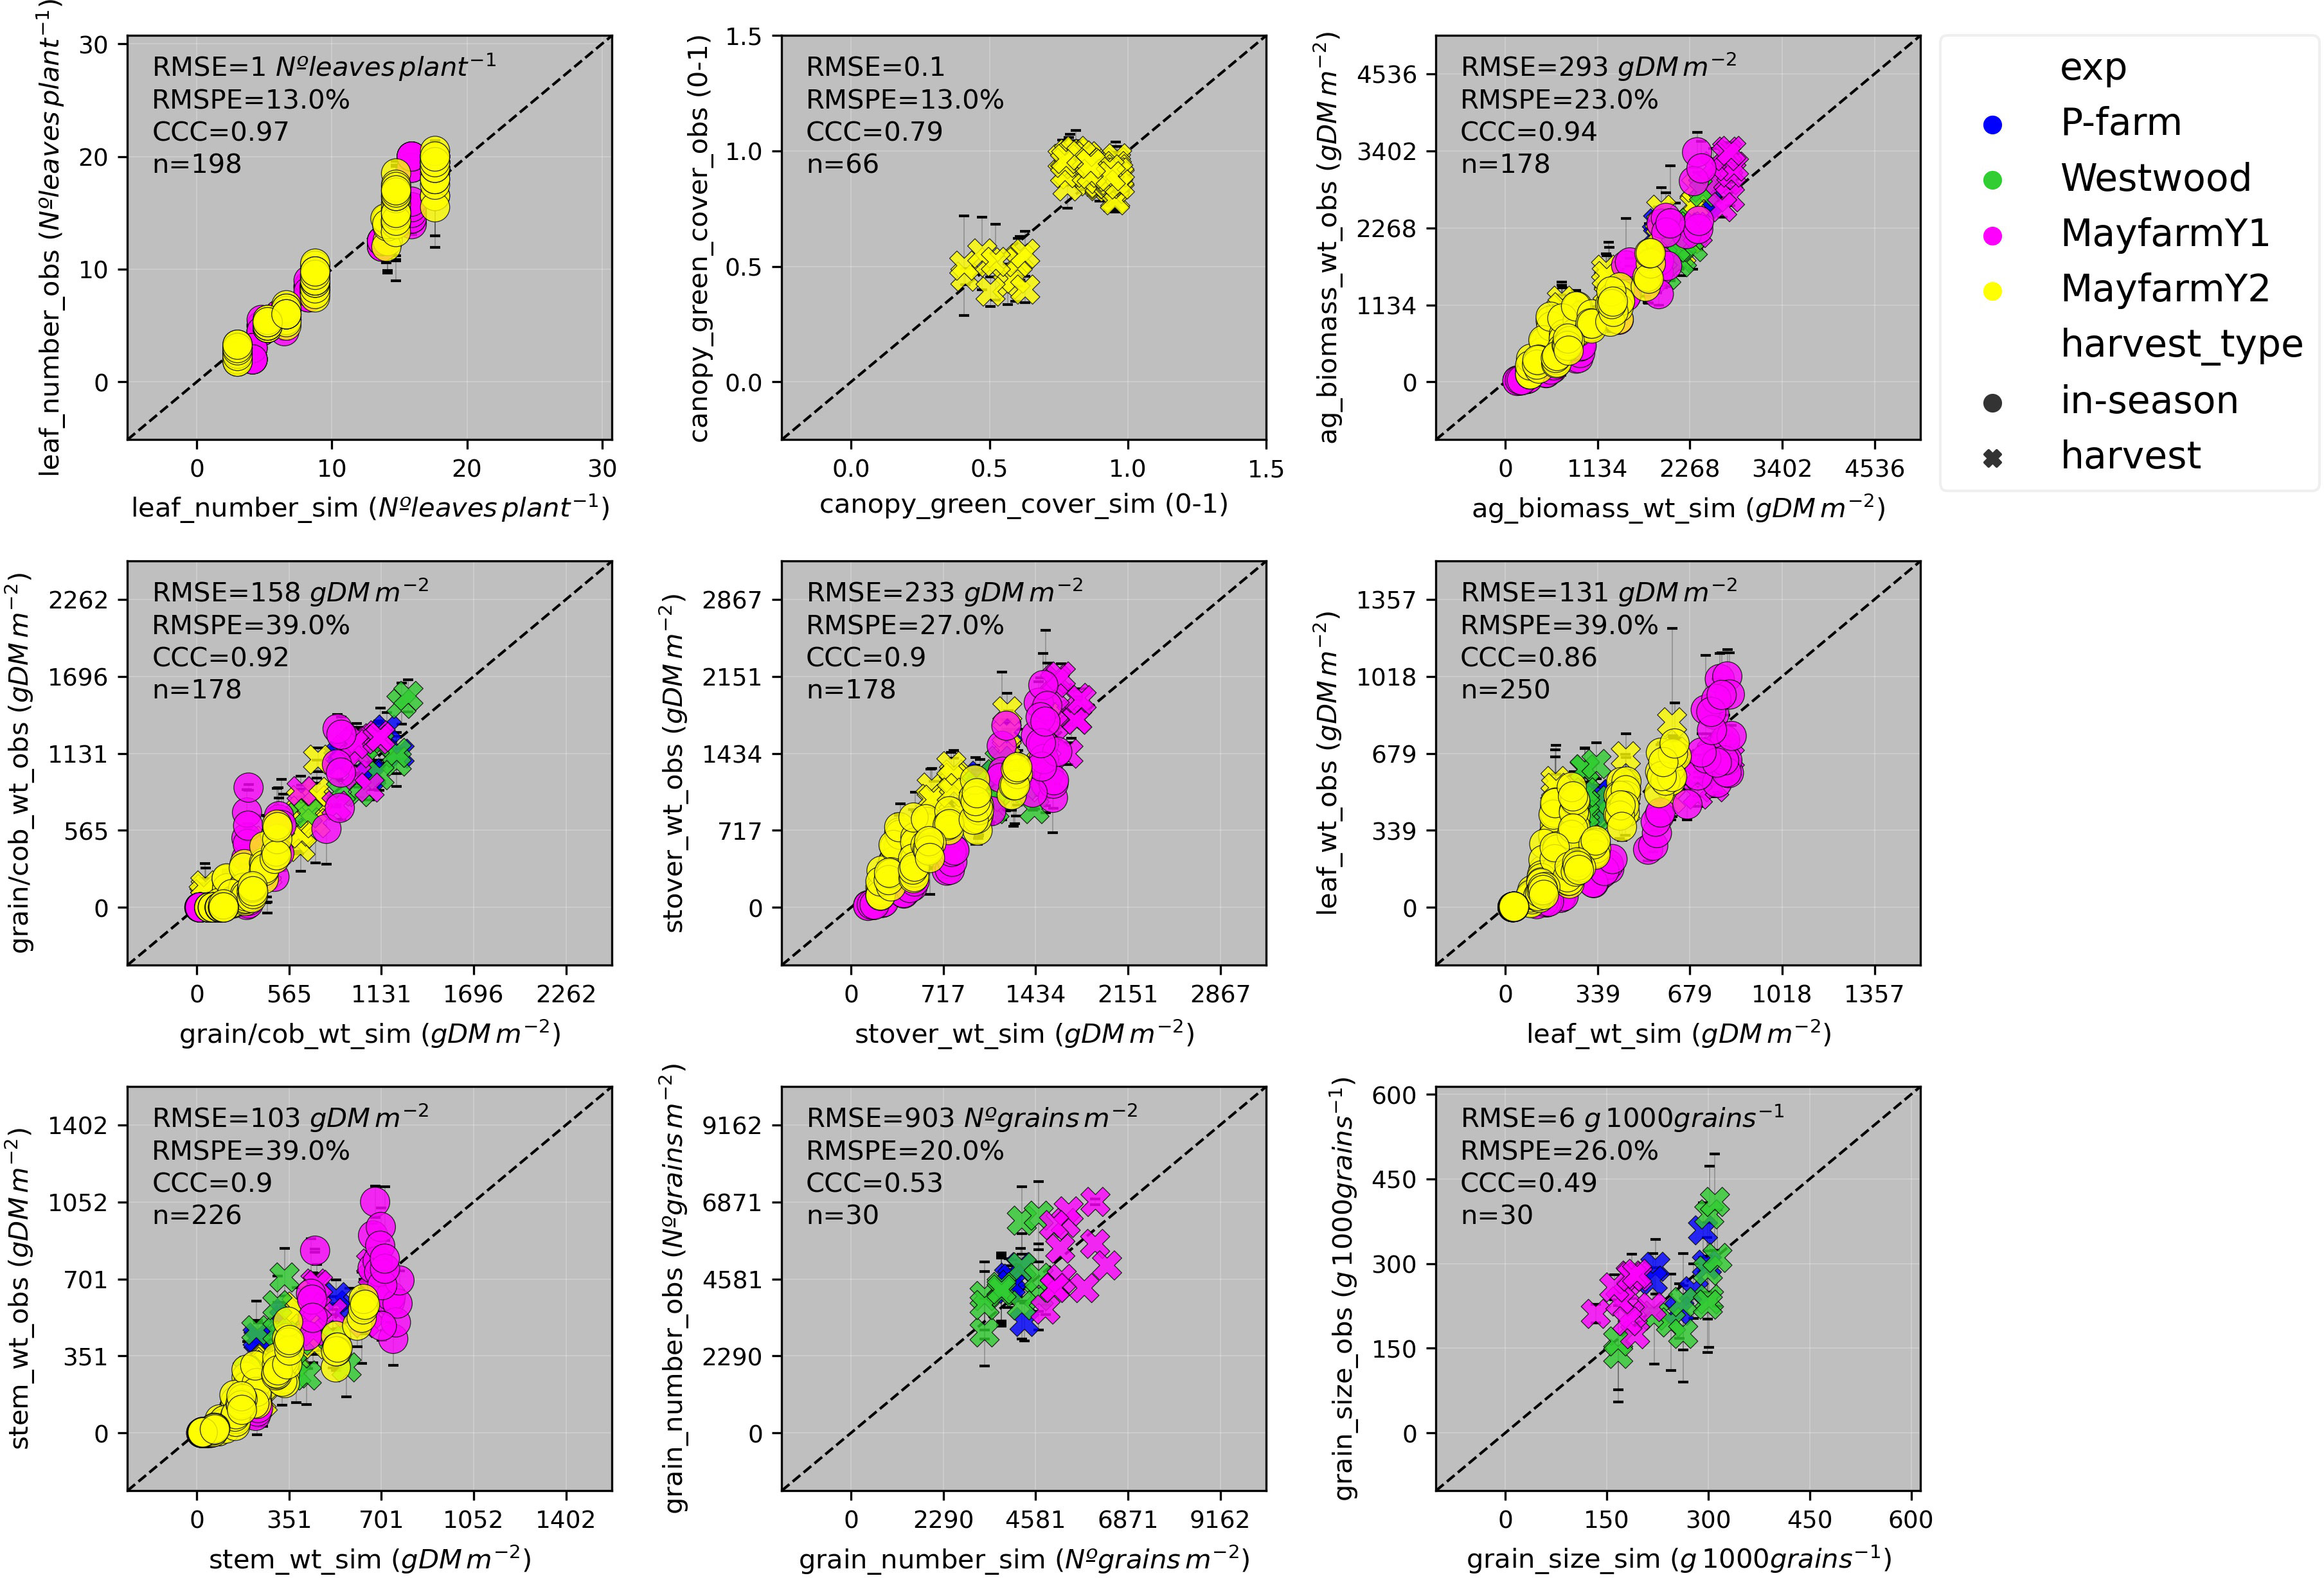 leaf_number_obs (Nºleaves plant⁻¹)
30
20
10
0
RMSE=1 Nºleaves plant⁻¹
RMSPE=13.0%
CCC=0.97
n=198
0 10 20 30
leaf_number_sim (Nºleaves plant⁻¹)
canopy_green_cover_obs (0-1)
1.5
1.0
0.5
0.0
RMSE=0.1
RMSPE=13.0%
CCC=0.79
n=66
0.0 0.5 1.0 1.5
canopy_green_cover_sim (0-1)
ag_biomass_wt_obs (gDM m⁻²)
4536
3402
2268
1134
0
RMSE=293 gDM m⁻²
RMSPE=23.0%
CCC=0.94
n=178
0 1134 2268 3402 4536
ag_biomass_wt_sim (gDM m⁻²)
exp
P-farm
Westwood
MayfarmY1
MayfarmY2
harvest_type
in-season
harvest
grain/cob_wt_obs (gDM m⁻²)
2262
1696
1131
565
0
RMSE=158 gDM m⁻²
RMSPE=39.0%
CCC=0.92
n=178
0 565 1131 1696 2262
grain/cob_wt_sim (gDM m⁻²)
stover_wt_obs (gDM m⁻²)
2867
2151
1434
717
0
RMSE=233 gDM m⁻²
RMSPE=27.0%
CCC=0.9
n=178
0 717 1434 2151 2867
stover_wt_sim (gDM m⁻²)
leaf_wt_obs (gDM m⁻²)
1357
1018
679
339
0
RMSE=131 gDM m⁻²
RMSPE=39.0%
CCC=0.86
n=250
0 339 679 1018 1357
leaf_wt_sim (gDM m⁻²)
stem_wt_obs (gDM m⁻²)
1402
1052
701
351
0
RMSE=103 gDM m⁻²
RMSPE=39.0%
CCC=0.9
n=226
0 351 701 1052 1402
stem_wt_sim (gDM m⁻²)
grain_number_obs (Nºgrains m⁻²)
9162
6871
4581
2290
0
RMSE=903 Nºgrains m⁻²
RMSPE=20.0%
CCC=0.53
n=30
0 2290 4581 6871 9162
grain_number_sim (Nºgrains m⁻²)
grain_size_obs (g 1000grains⁻¹)
600
450
300
150
0
RMSE=6 g 1000grains⁻¹
RMSPE=26.0%
CCC=0.49
n=30
0 150 300 450 600
grain_size_sim (g 1000grains⁻¹)